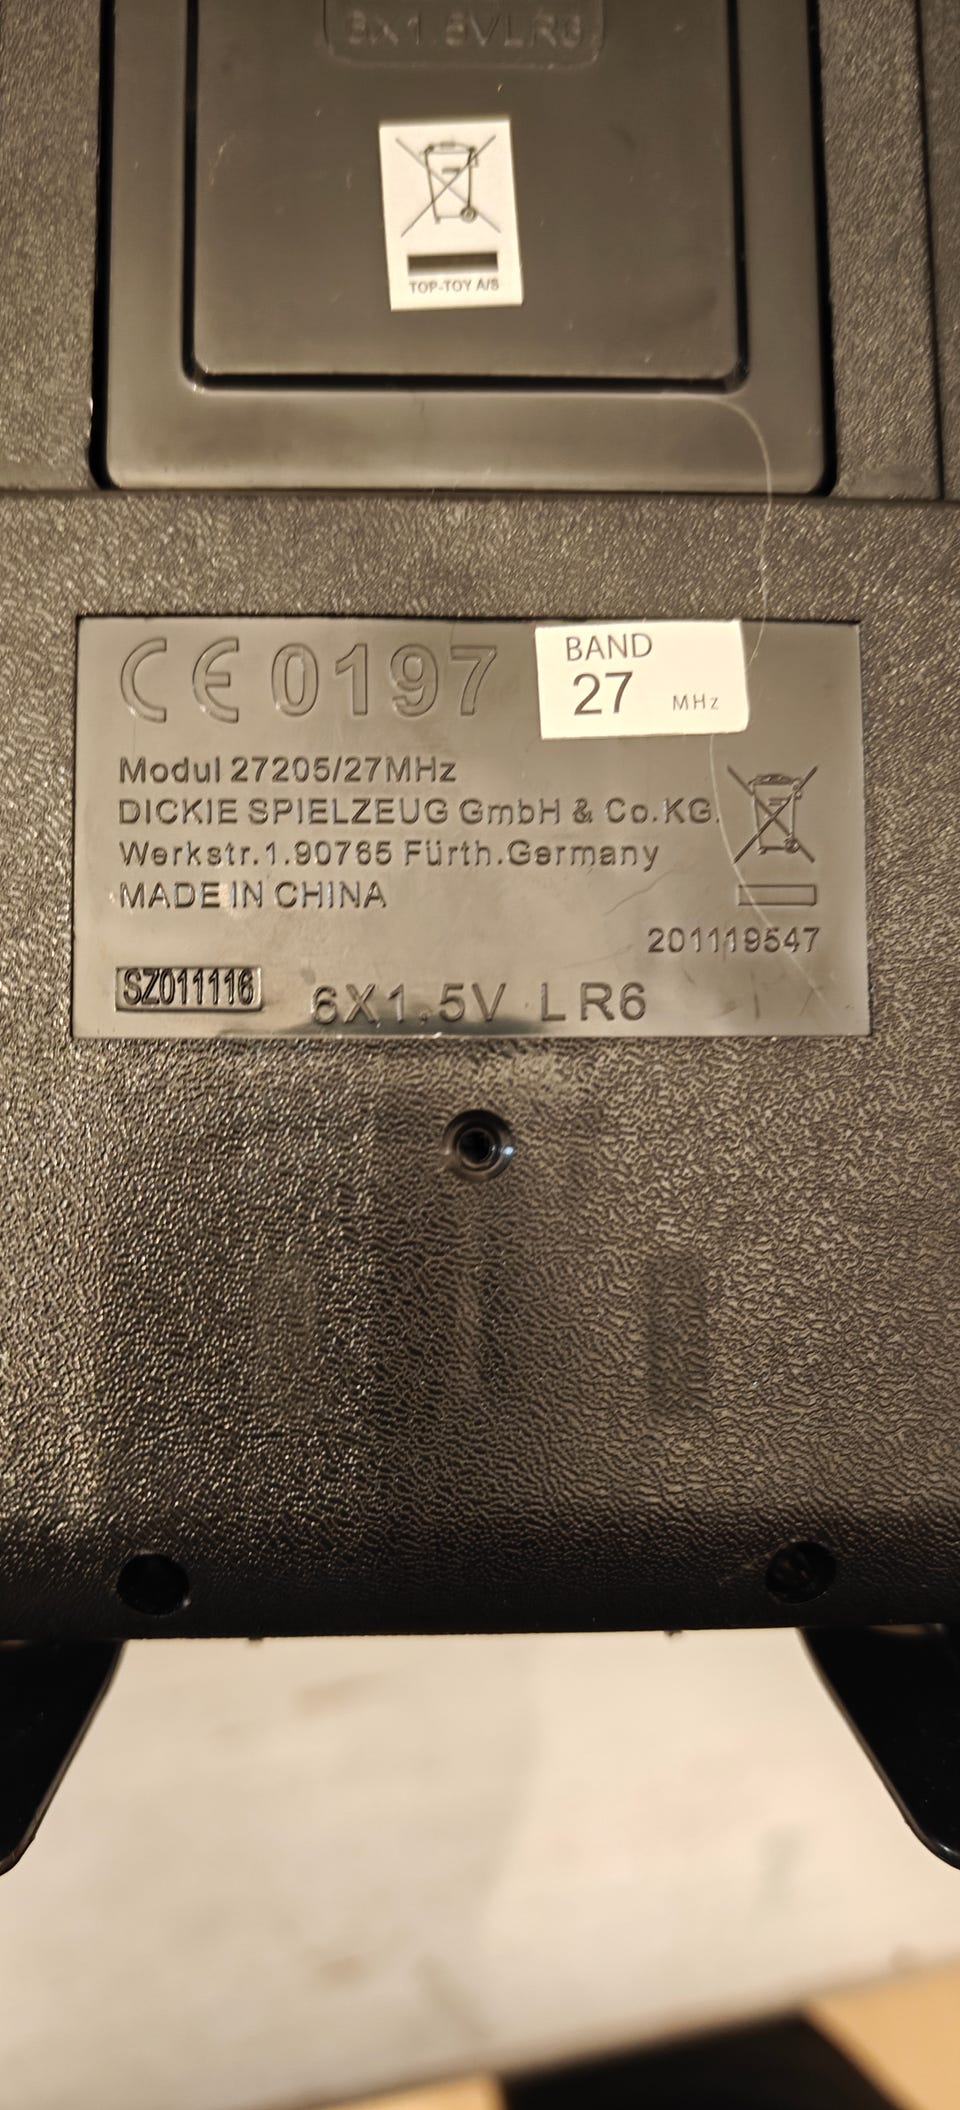 6X1.5VLR6
TOP-TOY A/S
CE 0197
BAND
27 MHz
Modul 27205/27MHz
DICKIE SPIELZEUG GmbH & Co.KG.
Werkstr.1.90765 Fürth.Germany
MADE IN CHINA
201119547
SZ011116
6X1.5V LR6